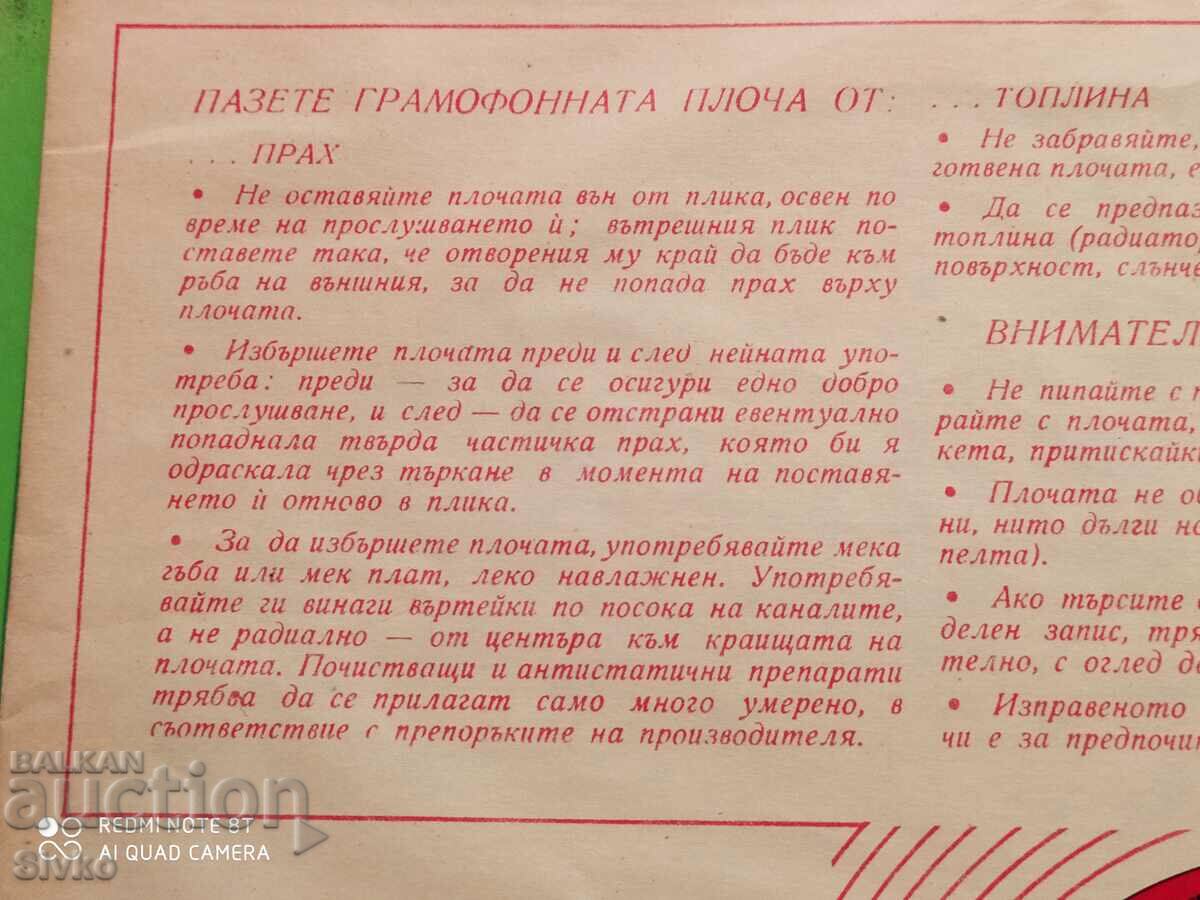 ПАЗЕТЕ ГРАМОФОННАТА ПЛОЧА ОТ:
... ПРАХ
• Не оставяйте плочата вън от плика, освен по
време на прослушването ѝ; вътрешния плик по-
ставете така, че отворения му край да бъде към
ръба на външния, за да не попада прах върху
плочата.
• Избършете плочата преди и след нейната упо-
треба: преди — за да се осигури едно добро
прослушване, и след — да се отстрани евентуално
попаднала твърда частичка прах, която би я
одраскала чрез търкане в момента на поставя-
нето ѝ отново в плика.
• За да избършете плочата, употребявайте мека
гъба или мек плат, леко навлажнен. Употребя-
вайте ги винаги въртейки по посока на каналите,
а не радиално — от центъра към краищата на
плочата. Почистващи и антистатични препарати
трябва да се прилагат само много умерено, в
съответствие с препоръките на производителя.
... ТОПЛИНА
• Не забравяйте,
готвена плочата, е
• Да се предпаз
топлина (радиато
повърхност, слънче
ВНИМАТЕЛ
• Не пипайте с п
райте с плочата,
кета, притискайк
• Плочата не о
ни, нито дълги но
пелта).
• Ако търсите
делен запис, тря
телно, с оглед д
• Изправеното
чи е за предпочит
BALKAN
auction
REDMI NOTE 8T
AI QUAD CAMERA
Sivko